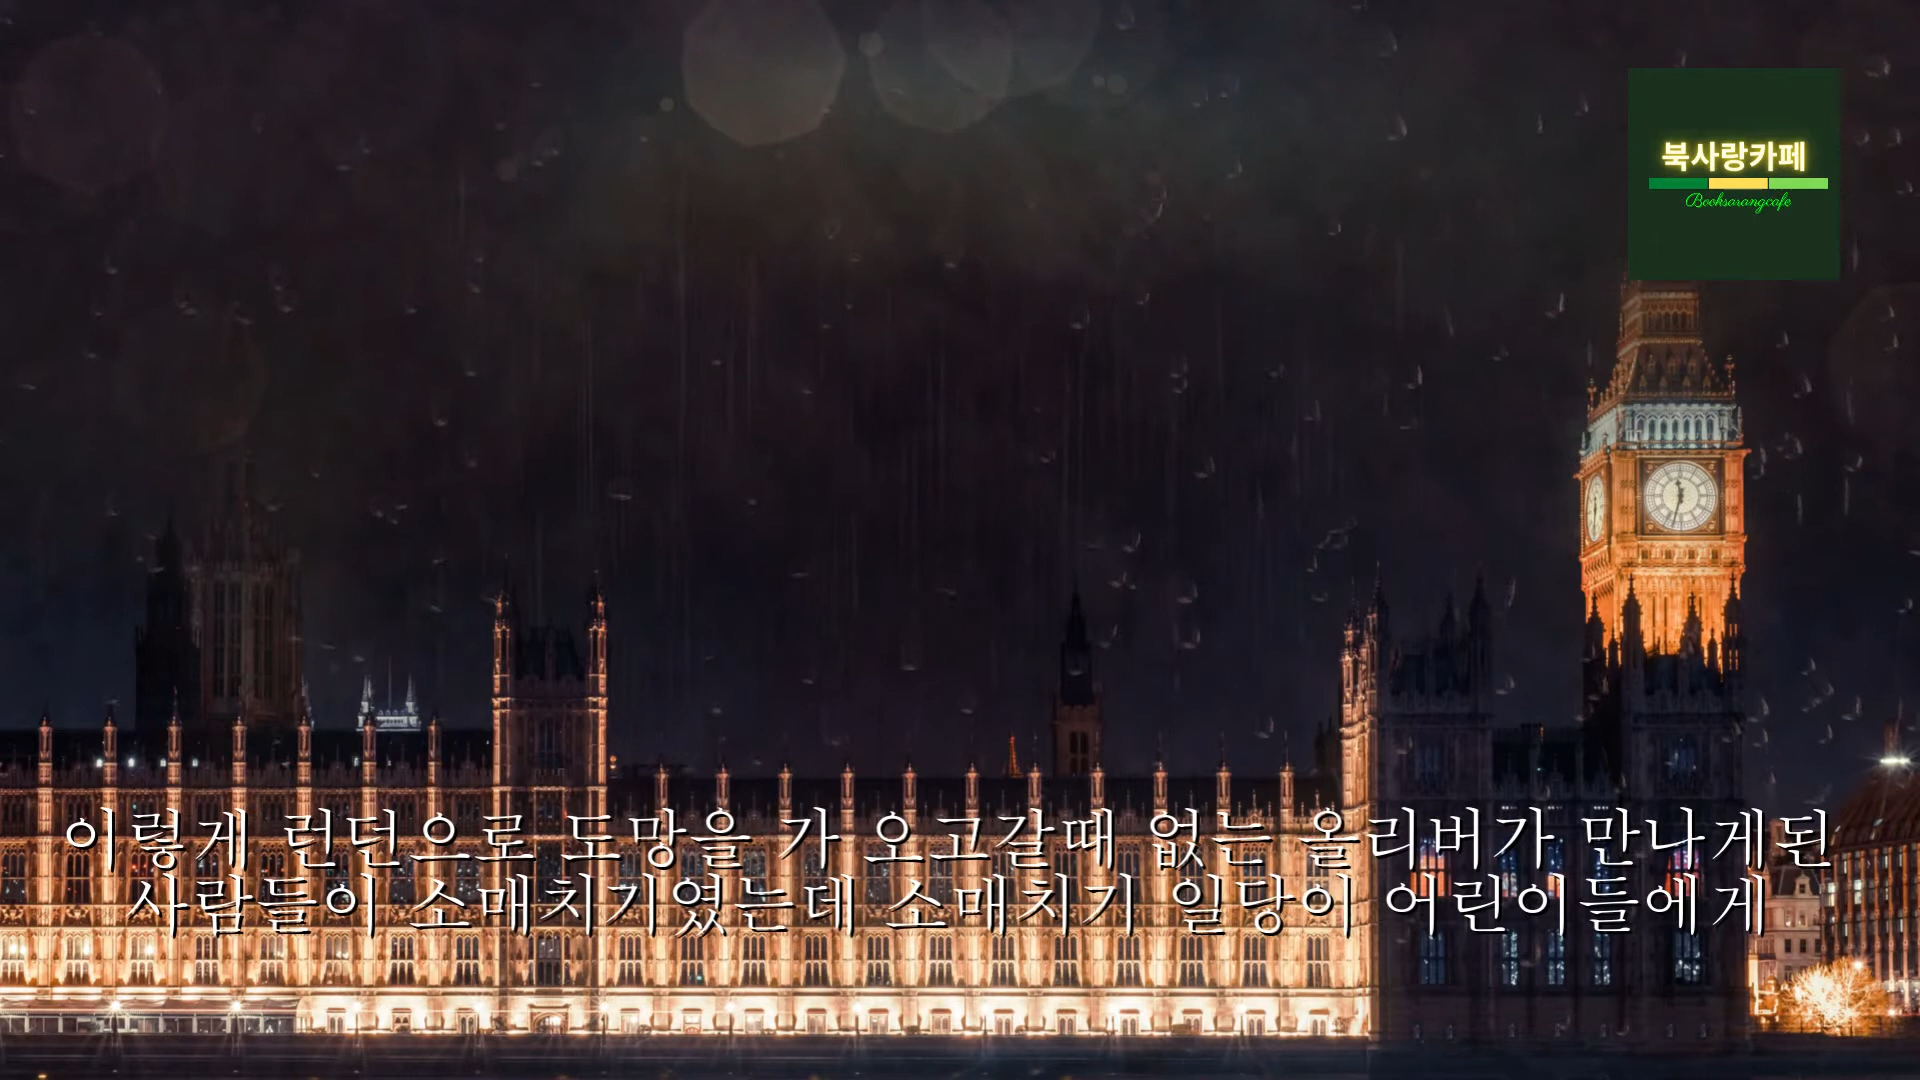 북사랑카페
Booksarangcafe
이렇게 런던으로 도망을 가 오고갈때 없는 올리버가 만나게된
사람들이 소매치기였는데 소매치기 일당이 어린이들에게